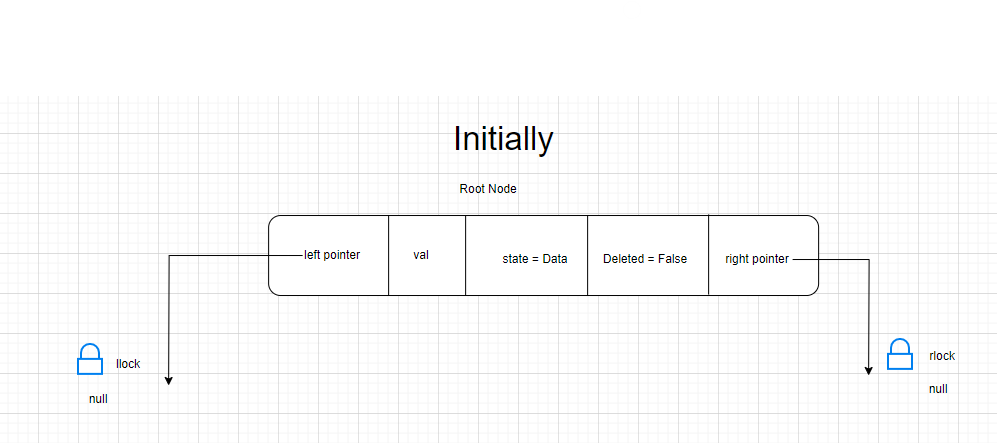 Initially
Root Node
left pointer
val
state = Data
Deleted = False
right pointer
llock
null
rlock
null